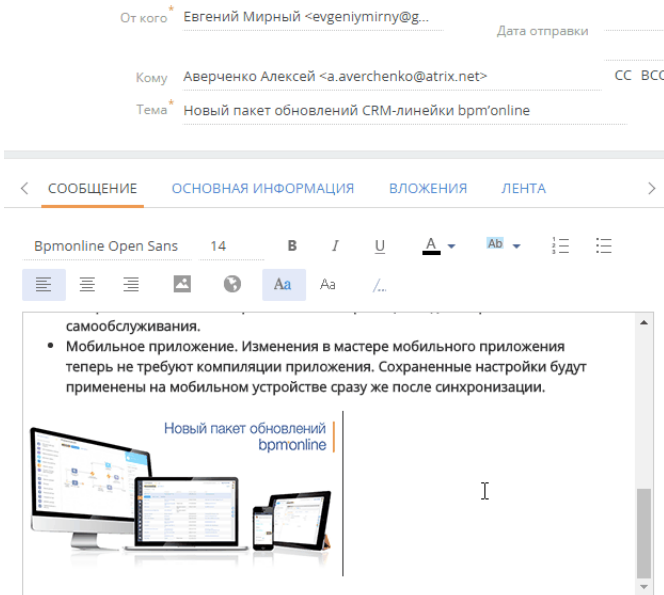 От кого* Евгений Мирный <evgeniymirny@g...
Дата отправки
Кому Аверченко Алексей <a.averchenko@atrix.net> CC BCC
Тема* Новый пакет обновлений CRM-линейки bpm'online
СООБЩЕНИЕ ОСНОВНАЯ ИНФОРМАЦИЯ ВЛОЖЕНИЯ ЛЕНТА
Bpmonline Open Sans 14 B I U A Ab
Aa Aa /...
самообслуживания.
• Мобильное приложение. Изменения в мастере мобильного приложения
теперь не требуют компиляции приложения. Сохраненные настройки будут
применены на мобильном устройстве сразу же после синхронизации.
Новый пакет обновлений
bpmonline